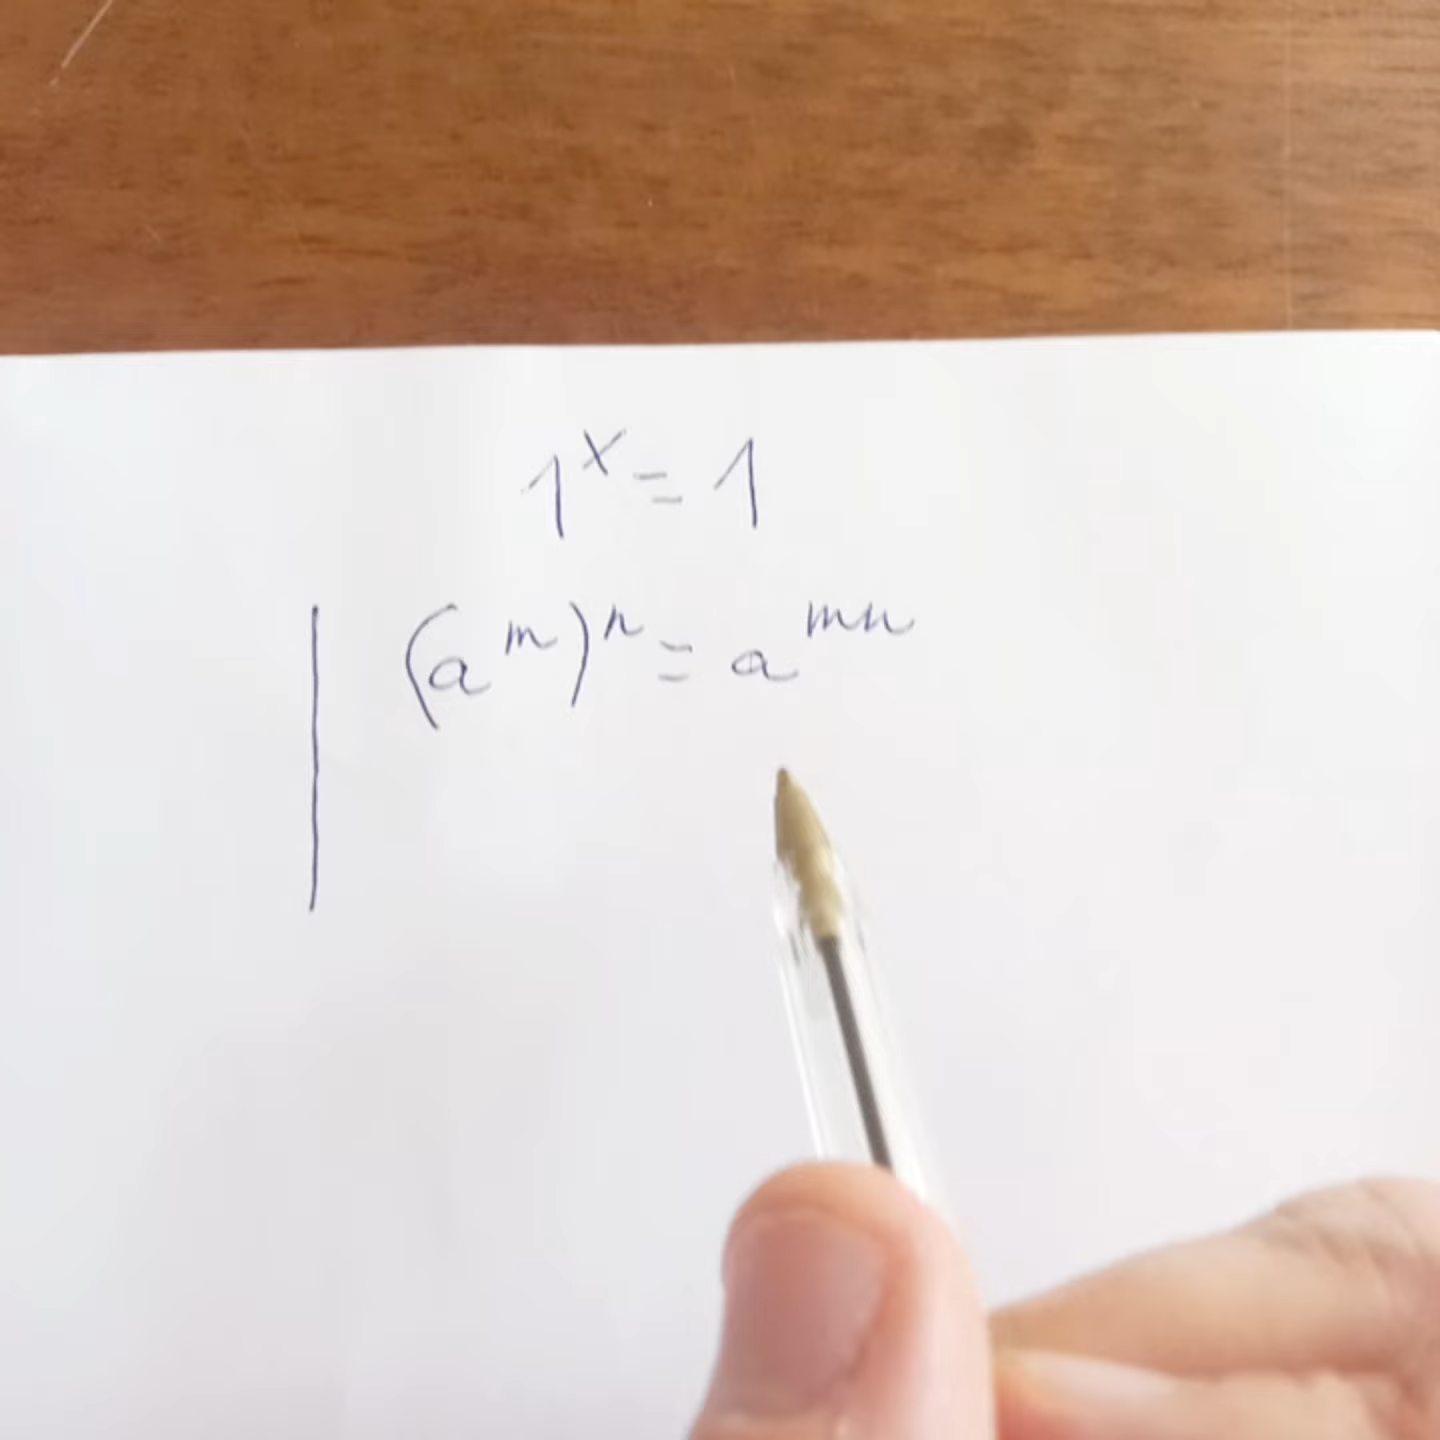 1^x = 1
(a^m)^n = a^mn